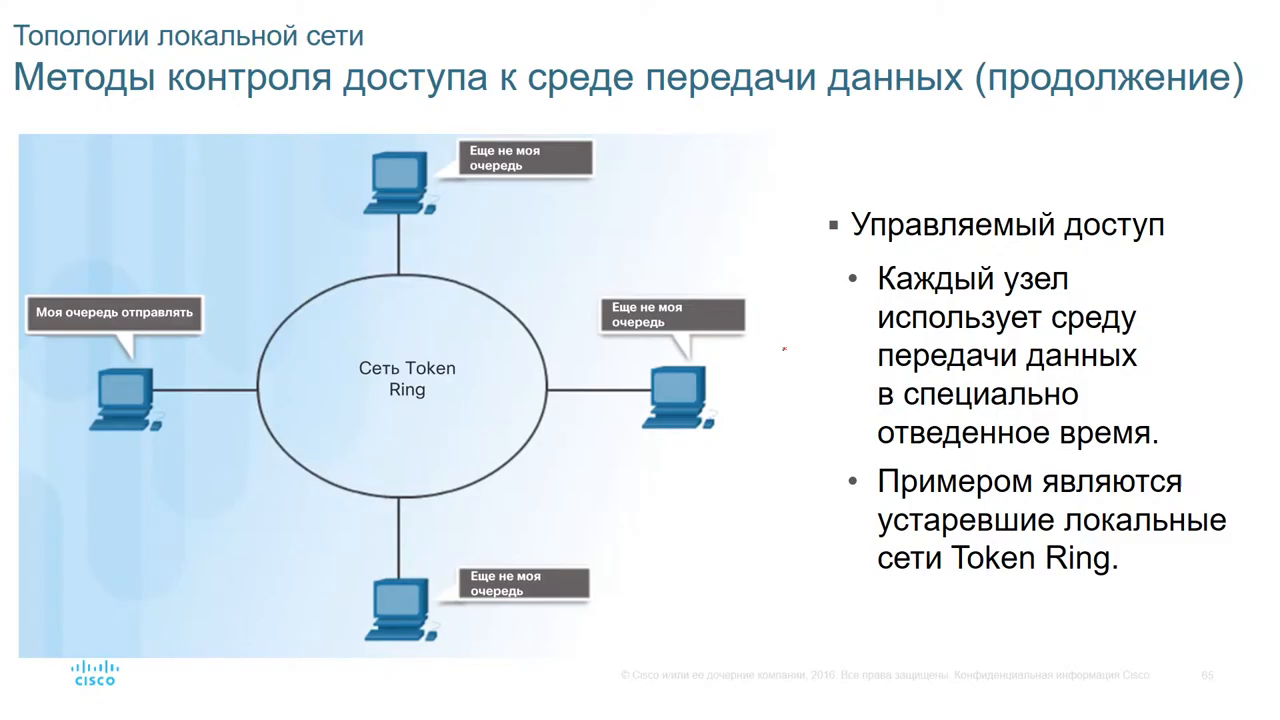 Топологии локальной сети
Методы контроля доступа к среде передачи данных (продолжение)
Еще не моя
очередь
Моя очередь отправлять
Еще не моя
очередь
Сеть Token
Ring
Еще не моя
очередь
▪ Управляемый доступ
• Каждый узел
использует среду
передачи данных
в специально
отведенное время.
• Примером являются
устаревшие локальные
сети Token Ring.
CISCO
© Cisco и/или ее дочерние компании, 2016. Все права защищены. Конфиденциальная информация Cisco
65